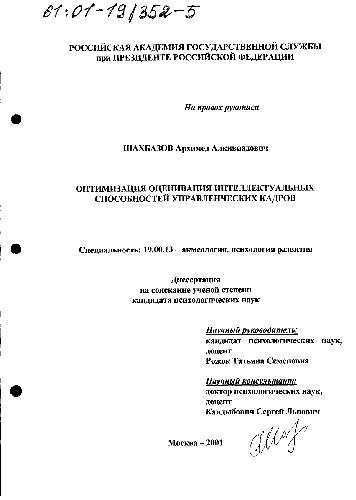 61:01-19/352-5
РОССИЙСКАЯ АКАДЕМИЯ ГОСУДАРСТВЕННОЙ СЛУЖБЫ
при ПРЕЗИДЕНТЕ РОССИЙСКОЙ ФЕДЕРАЦИИ
На правах рукописи
ШАХБАЗОВ Архимед Алкивиадович
ОПТИМИЗАЦИЯ ОЦЕНИВАНИЯ ИНТЕЛЛЕКТУАЛЬНЫХ
СПОСОБНОСТЕЙ УПРАВЛЕНЧЕСКИХ КАДРОВ
Специальность: 19.00.13 – акмеология, психология развития
Диссертация
на соискание ученой степени
кандидата психологических наук
Научный руководитель:
кандидат психологических наук,
доцент
Рожок Татьяна Семеновна
Научный консультант:
доктор психологических наук,
доцент
Кандыбович Сергей Львович
Москва – 2001